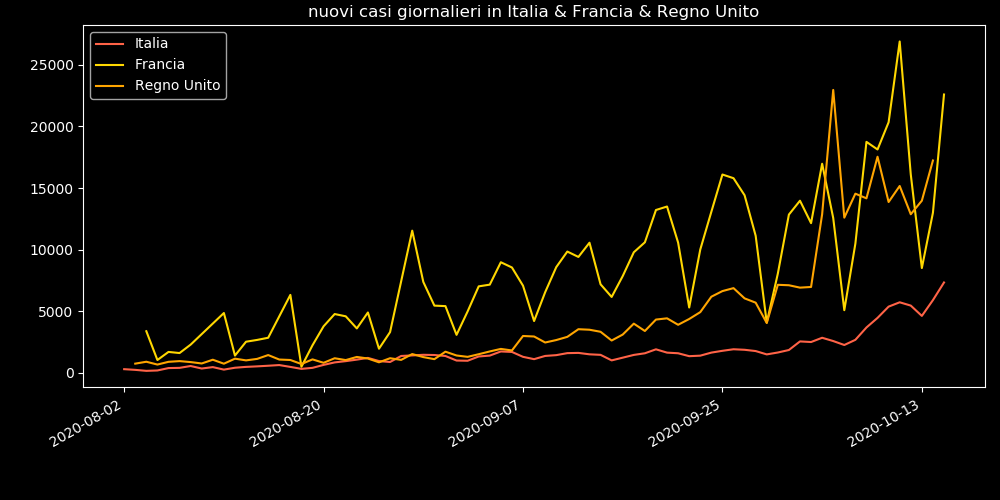 nuovi casi giornalieri in Italia & Francia & Regno Unito
Italia
Francia
Regno Unito
25000
20000
15000
10000
5000
0
2020-08-02
2020-08-20
2020-09-07
2020-09-25
2020-10-13